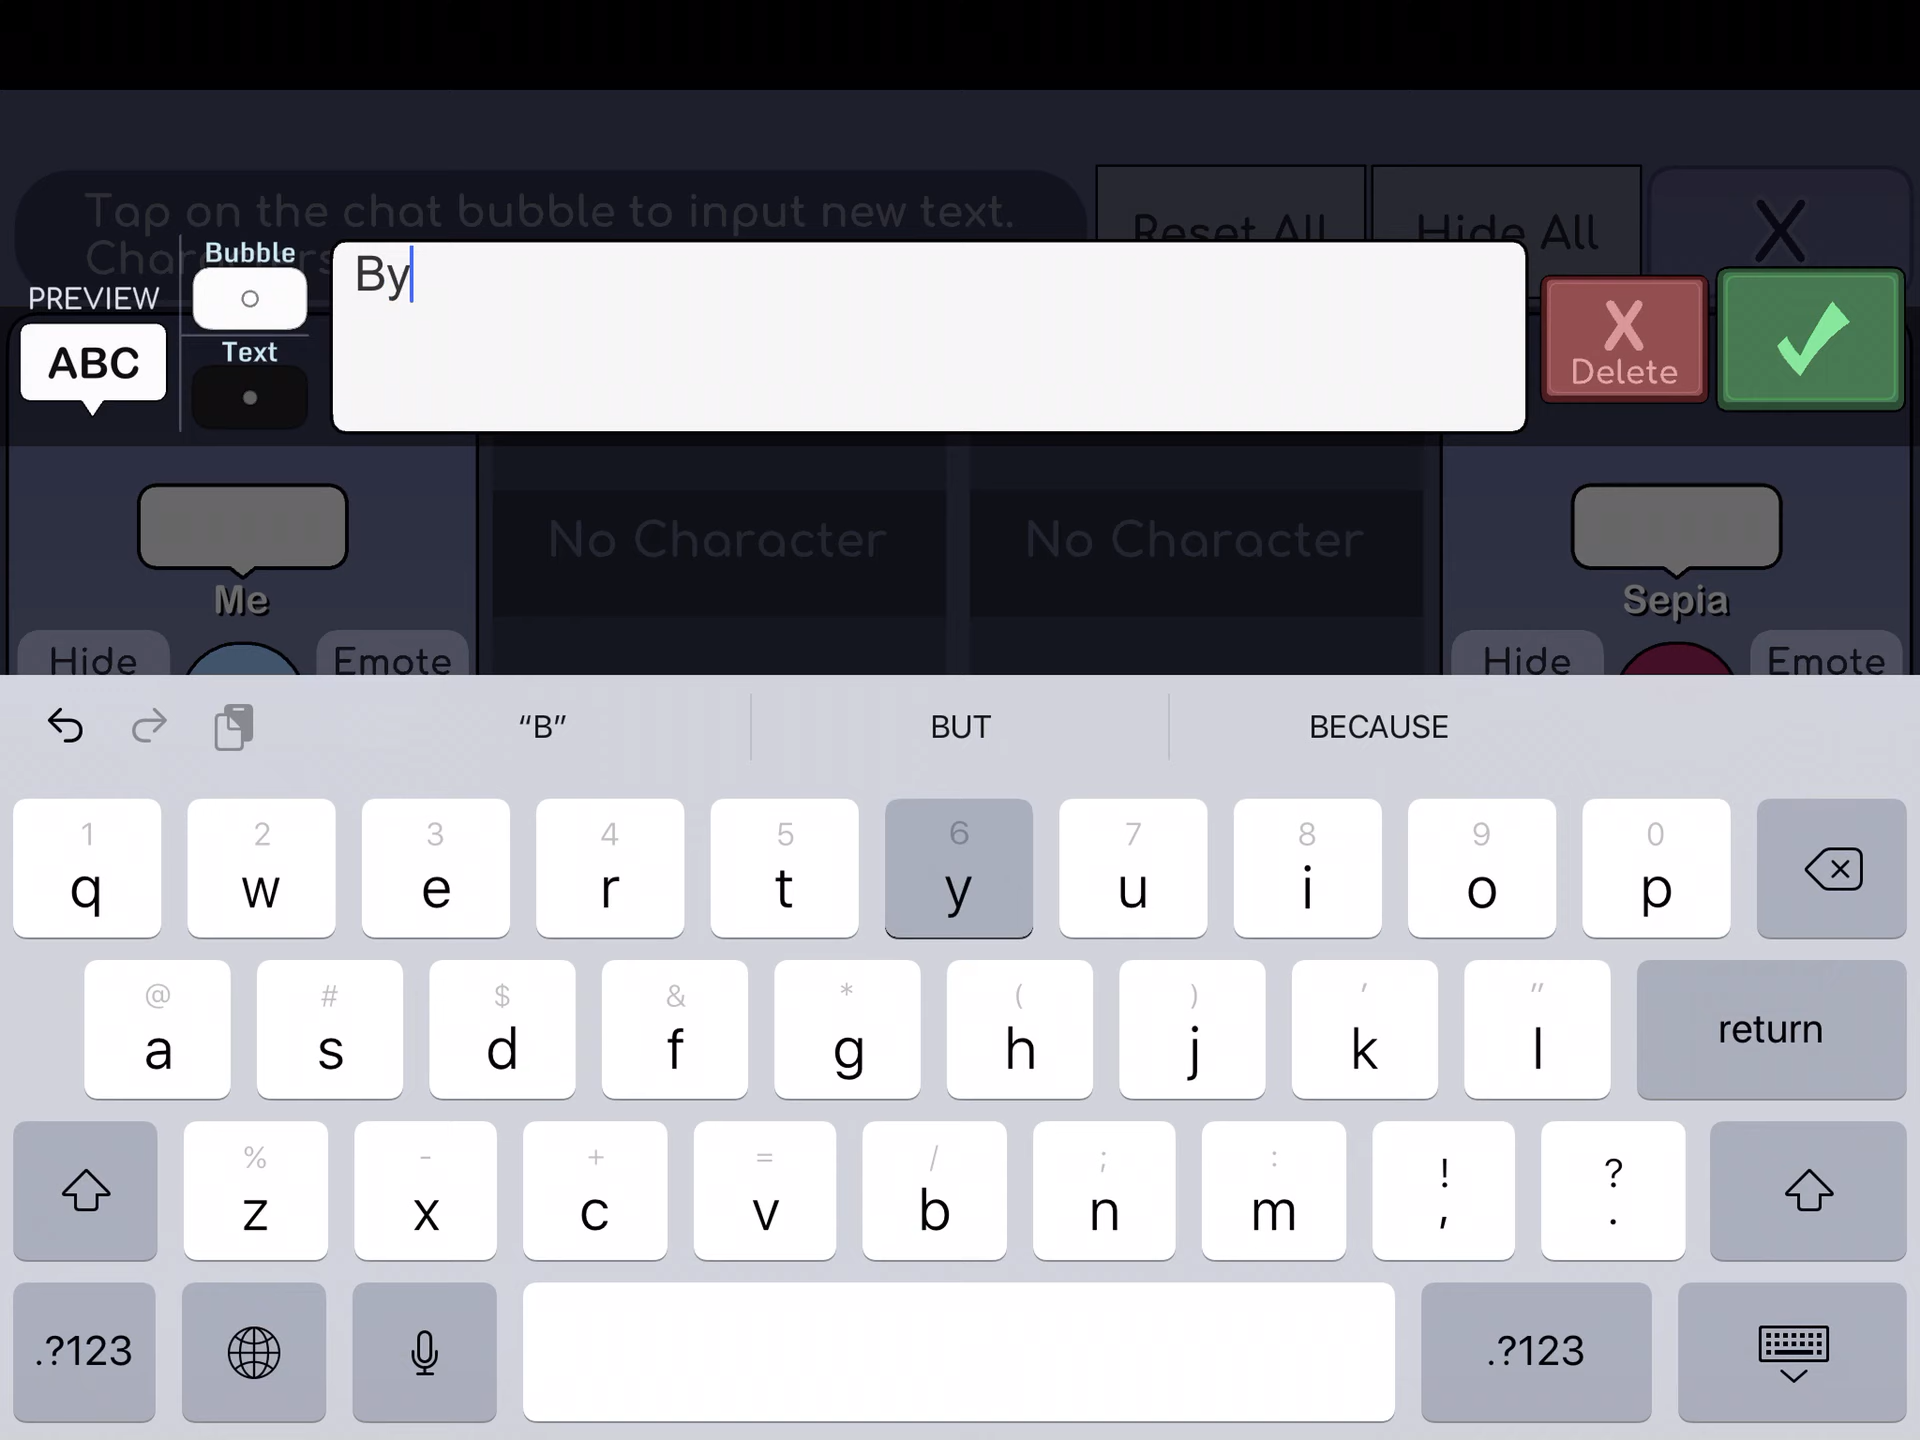 Tap on the chat bubble to input new text.
Characters
Reset All
Hide All
X
PREVIEW
ABC
Bubble
Text
By
X
Delete
Me
No Character
No Character
Sepia
Hide
Emote
Hide
Emote
“B”
BUT
BECAUSE
1 2 3 4 5 6 7 8 9 0
q w e r t y u i o p
@ # $ & * ( ) ' "
a s d f g h j k l return
% - + = / ; : ! ?
z x c v b n m , .
.?123
.?123